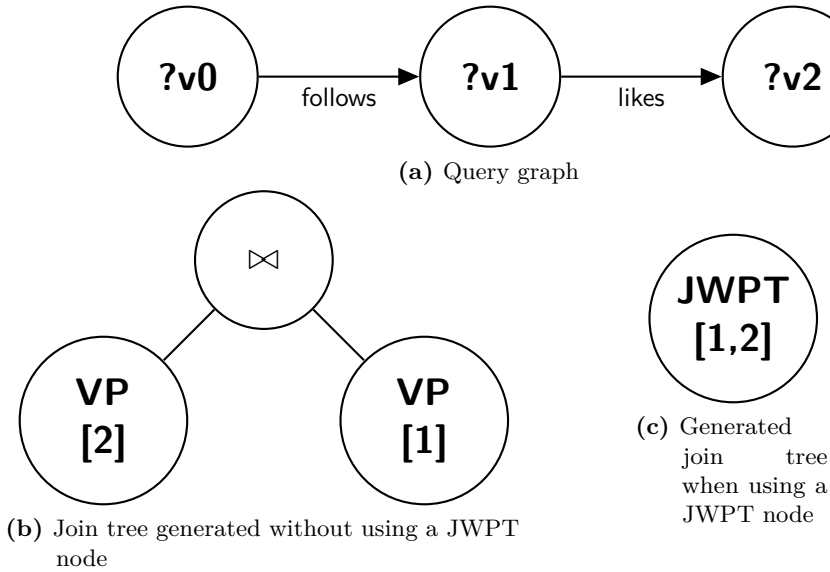 ?v0
follows
?v1
likes
?v2
(a) Query graph
⋈
VP
[2]
VP
[1]
(b) Join tree generated without using a JWPT
node
JWPT
[1,2]
(c) Generated
join tree
when using a
JWPT node